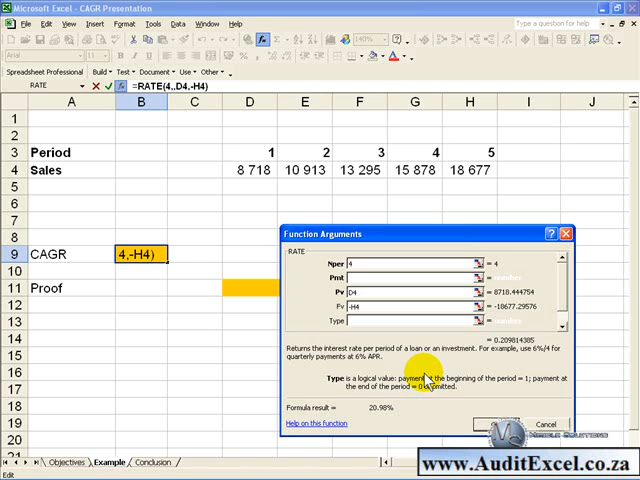 Microsoft Excel - CAGR Presentation
File Edit View Insert Format Tools Data Window Help
Type a question for help
140%
Spreadsheet Professional Build Test Document Use Other
RATE =RATE(4,,D4,-H4)
A B C D E F G H I J
1
2
3 Period 1 2 3 4 5
4 Sales 8 718 10 913 13 295 15 878 18 677
5
6
7
8
9 CAGR 4,-H4)
10
11 Proof
12
13
14
15
16
17
18
19
20
21
Function Arguments
RATE
Nper 4 = 4
Pmt = number
Pv D4 = 8718.444754
Fv -H4 = -18677.29576
Type = number
= 0.209814385
Returns the interest rate per period of a loan or an investment. For example, use 6%/4 for
quarterly payments at 6% APR.
Type is a logical value: payment at the beginning of the period = 1; payment at
the end of the period = 0 omitted.
Formula result = 20.98%
Help on this function
Cancel
Objectives Example Conclusion
Edit
www.AuditExcel.co.za